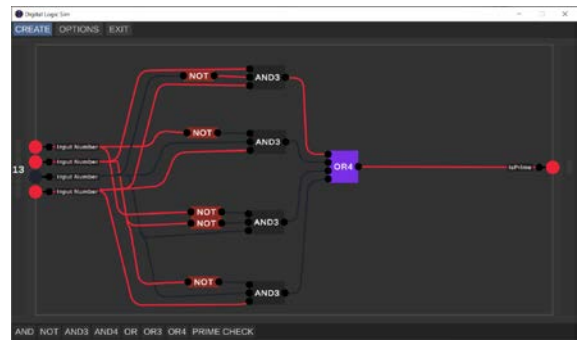 Digital Logic Sim
CREATE OPTIONS EXIT
NOT
AND3
NOT
AND3
Input Number
Input Number
13
Input Number
Input Number
OR4
IsPrime
NOT
NOT
AND3
NOT
AND3
AND NOT AND3 AND4 OR OR3 OR4 PRIME CHECK